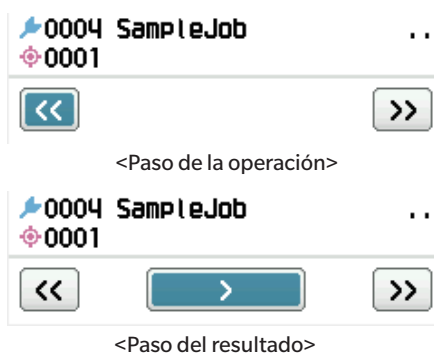 0004 SampleJob ..
0001
<< >>
<Paso de la operación>
0004 SampleJob ..
0001
<< > >>
<Paso del resultado>